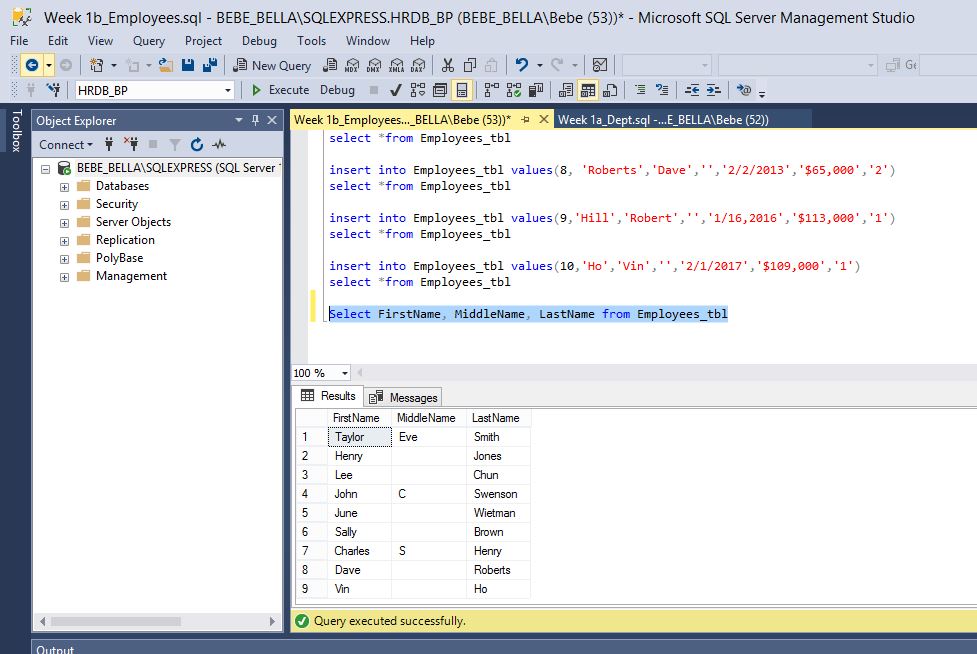 Week 1b_Employees.sql - BEBE_BELLA\SQLEXPRESS.HRDB_BP (BEBE_BELLA\Bebe (53))* - Microsoft SQL Server Management Studio
File Edit View Query Project Debug Tools Window Help
New Query MDX DMX XMLA DAX Ge
HRDB_BP Execute Debug
Toolbox
Object Explorer
Connect
BEBE_BELLA\SQLEXPRESS (SQL Server
Databases
Security
Server Objects
Replication
PolyBase
Management
Week 1b_Employees..._BELLA\Bebe (53))* Week 1a_Dept.sql -...E_BELLA\Bebe (52))
select *from Employees_tbl
insert into Employees_tbl values(8, 'Roberts','Dave','','2/2/2013','$65,000','2')
select *from Employees_tbl
insert into Employees_tbl values(9,'Hill','Robert','','1/16,2016','$113,000','1')
select *from Employees_tbl
insert into Employees_tbl values(10,'Ho','Vin','','2/1/2017','$109,000','1')
select *from Employees_tbl
Select FirstName, MiddleName, LastName from Employees_tbl
100 %
Results Messages
FirstName MiddleName LastName
1 Taylor Eve Smith
2 Henry Jones
3 Lee Chun
4 John C Swenson
5 June Wietman
6 Sally Brown
7 Charles S Henry
8 Dave Roberts
9 Vin Ho
Query executed successfully.
Output